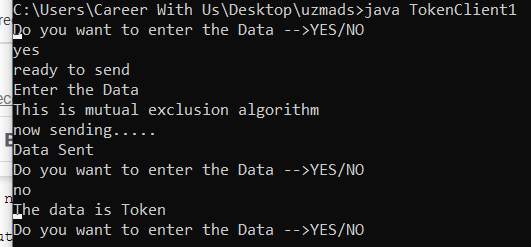 C:\Users\Career With Us\Desktop\uzmads>java TokenClient1
Do you want to enter the Data -->YES/NO
yes
ready to send
Enter the Data
This is mutual exclusion algorithm
now sending.....
Data Sent
Do you want to enter the Data -->YES/NO
no
The data is Token
Do you want to enter the Data -->YES/NO